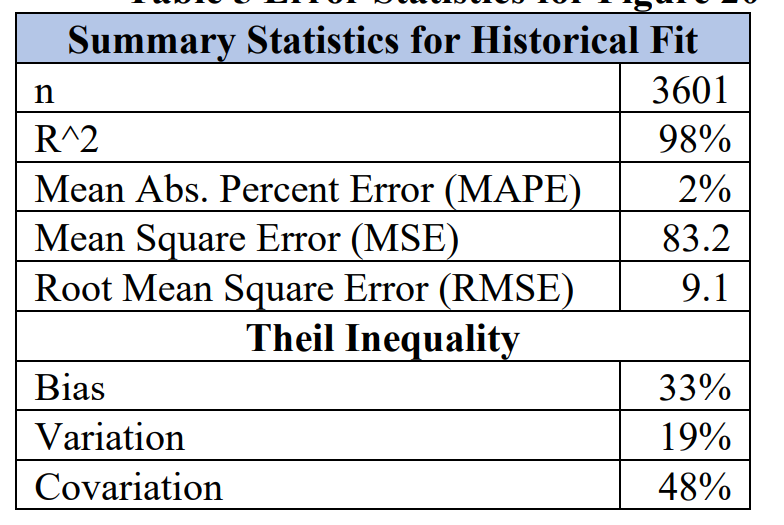 Table 3 Error Statistics for Figure 20
Summary Statistics for Historical Fit
n 3601
R^2 98%
Mean Abs. Percent Error (MAPE) 2%
Mean Square Error (MSE) 83.2
Root Mean Square Error (RMSE) 9.1
Theil Inequality
Bias 33%
Variation 19%
Covariation 48%